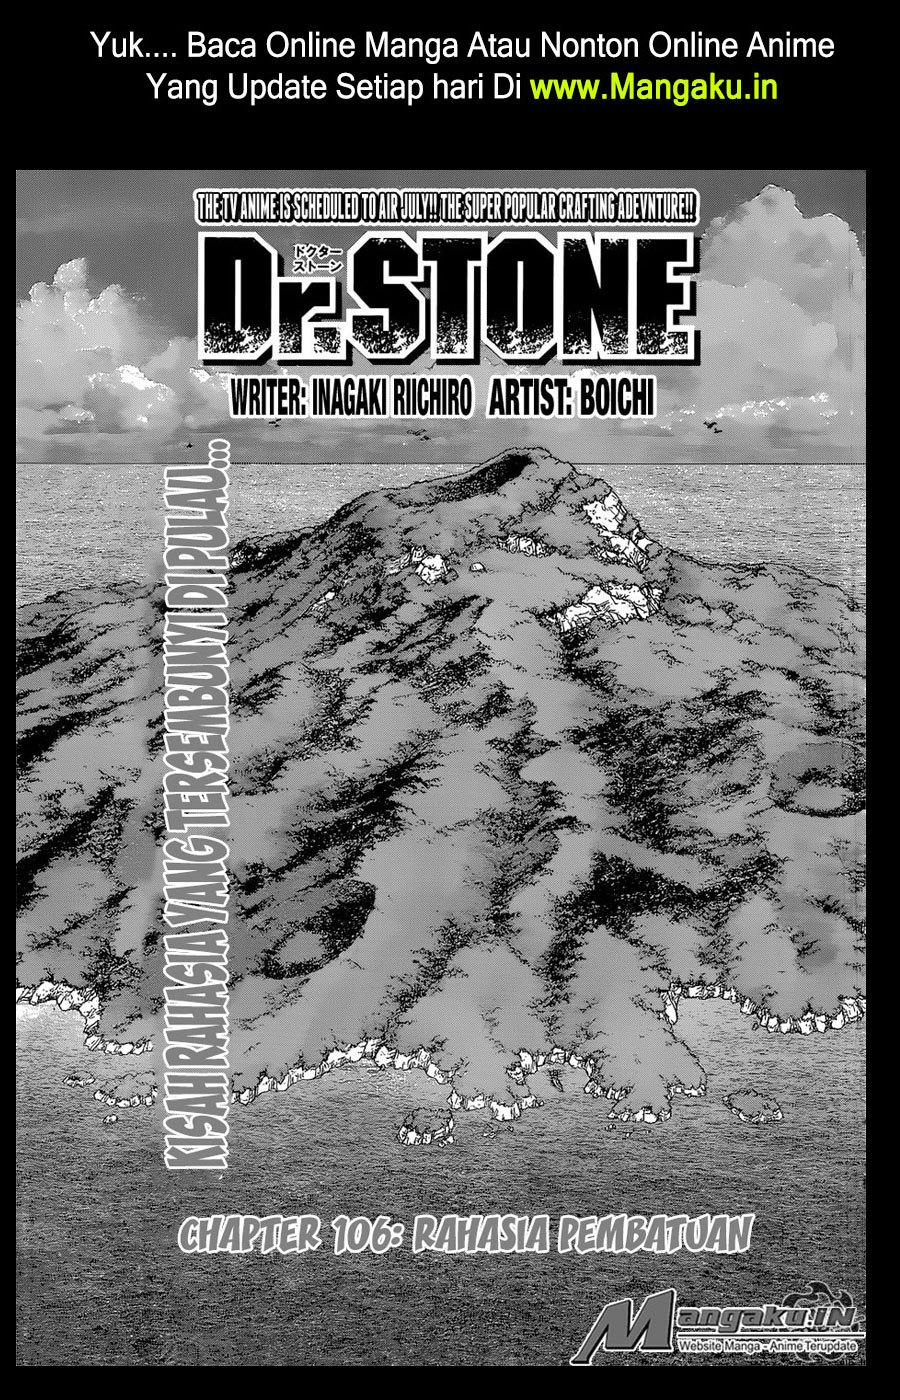 Yuk.... Baca Online Manga Atau Nonton Online Anime
Yang Update Setiap hari Di www.Mangaku.in
THE TV ANIME IS SCHEDULED TO AIR JULY!! THE SUPER POPULAR CRAFTING ADEVNTURE!!
ドクター
ストーン
Dr.STONE
WRITER: INAGAKI RIICHIRO ARTIST: BOICHI
KISAH RAHASIA YANG TERSEMBUNYI DI PULAU...
CHAPTER 106: RAHASIA PEMBATUAN
Mangaku.iN
Website Manga - Anime Terupdate